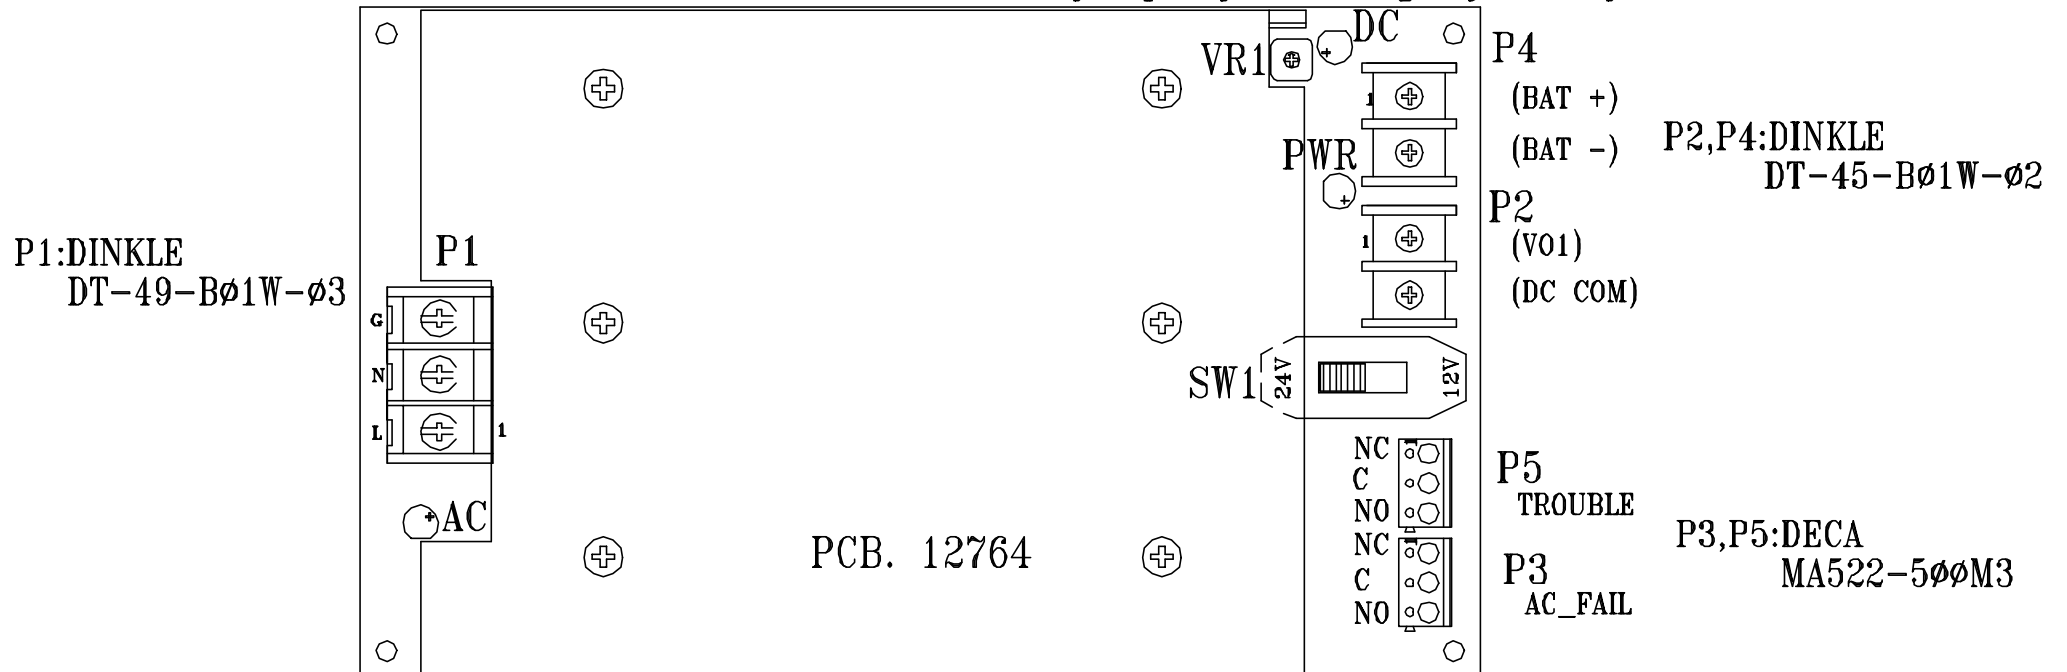 DC
VR1
P4
1
(BAT +)
(BAT -)
PWR
P2,P4:DINKLE
DT-45-Bø1W-ø2
P2
1
(VO1)
(DC COM)
P1:DINKLE
DT-49-Bø1W-ø3
P1
G
N
L
1
SW1
24V
12V
NC
C
NO
P5
TROUBLE
NC
C
NO
P3
AC_FAIL
P3,P5:DECA
MA522-5øøM3
AC
PCB. 12764